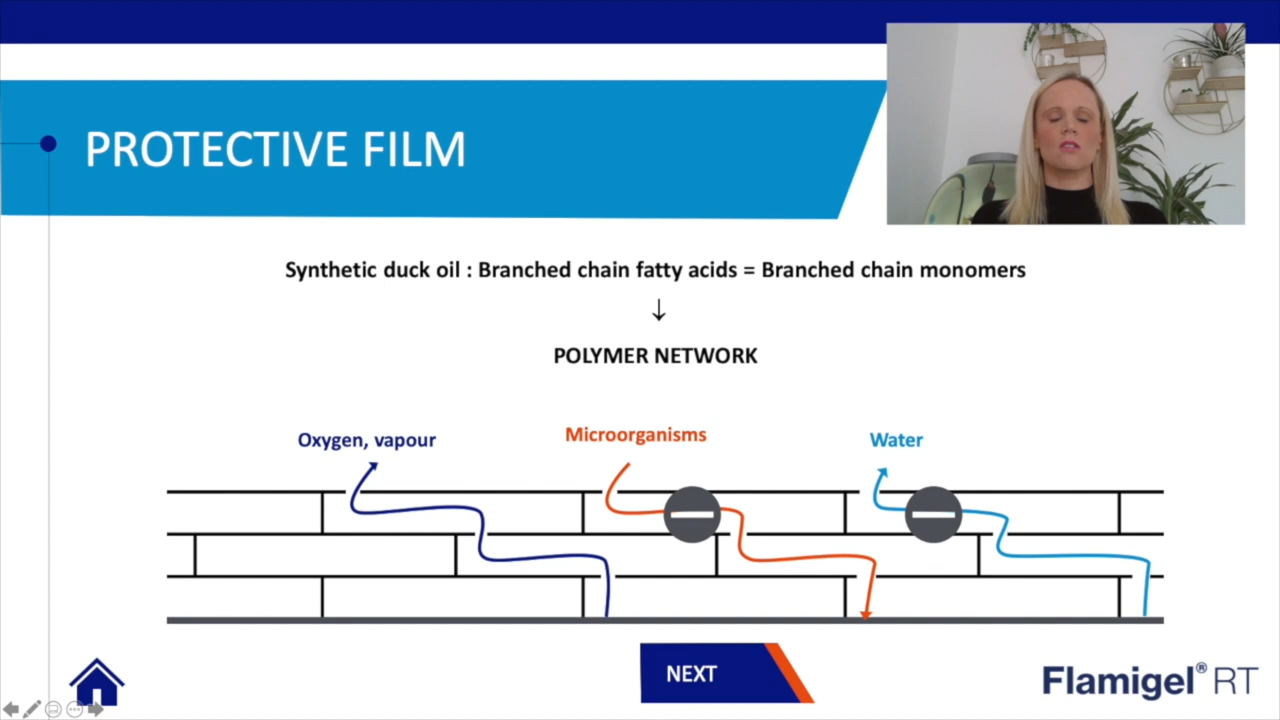 PROTECTIVE FILM
Synthetic duck oil : Branched chain fatty acids = Branched chain monomers
↓
POLYMER NETWORK
Oxygen, vapour
Microorganisms
Water
NEXT
Flamigel® RT